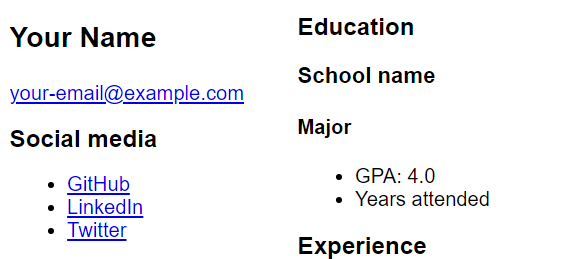 Your Name
your-email@example.com
Social media
GitHub
LinkedIn
Twitter
Education
School name
Major
GPA: 4.0
Years attended
Experience